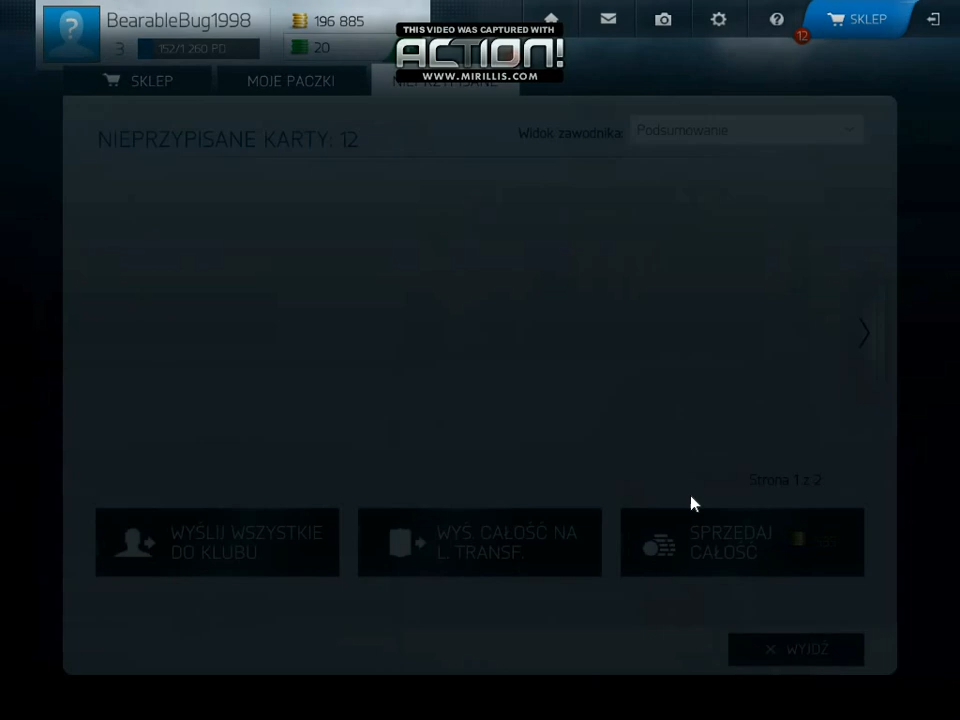 BearableBug1998
196 885
3
152/1 260 PD
20
THIS VIDEO WAS CAPTURED WITH
ACTION!
WWW.MIRILLIS.COM
?
12
SKLEP
SKLEP
MOJE PACZKI
NIEPRZYPISANE
NIEPRZYPISANE KARTY: 12
Widok zawodnika:
Podsumowanie
Strona 1 z 2
WYŚLIJ WSZYSTKIE
DO KLUBU
WYŚ. CAŁOŚĆ NA
L. TRANSF.
SPRZEDAJ
CAŁOŚĆ
WYJDŹ